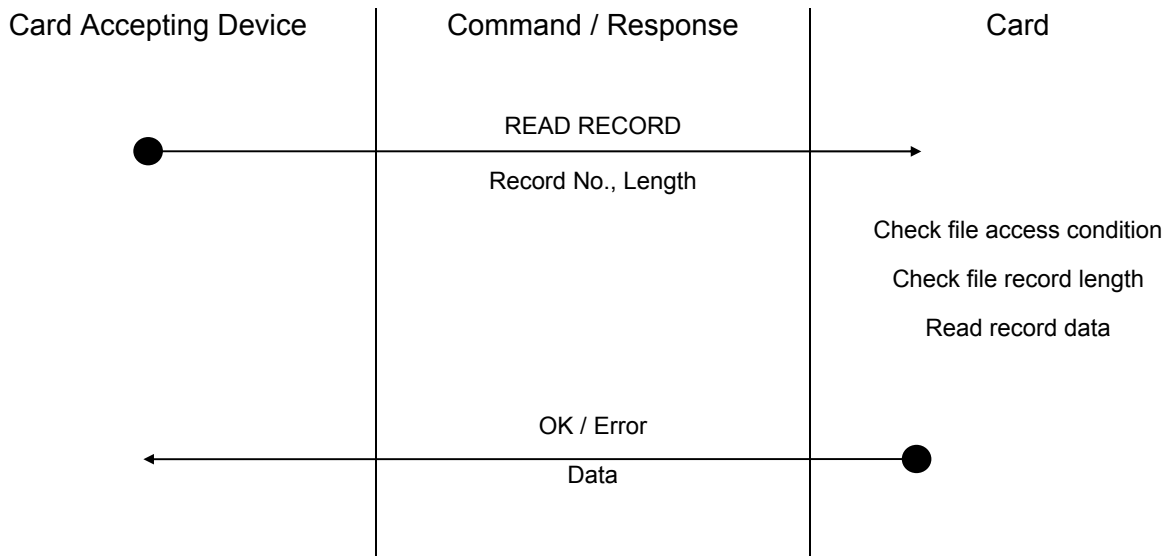 Card Accepting Device
Command / Response
Card
READ RECORD
Record No., Length
Check file access condition
Check file record length
Read record data
OK / Error
Data